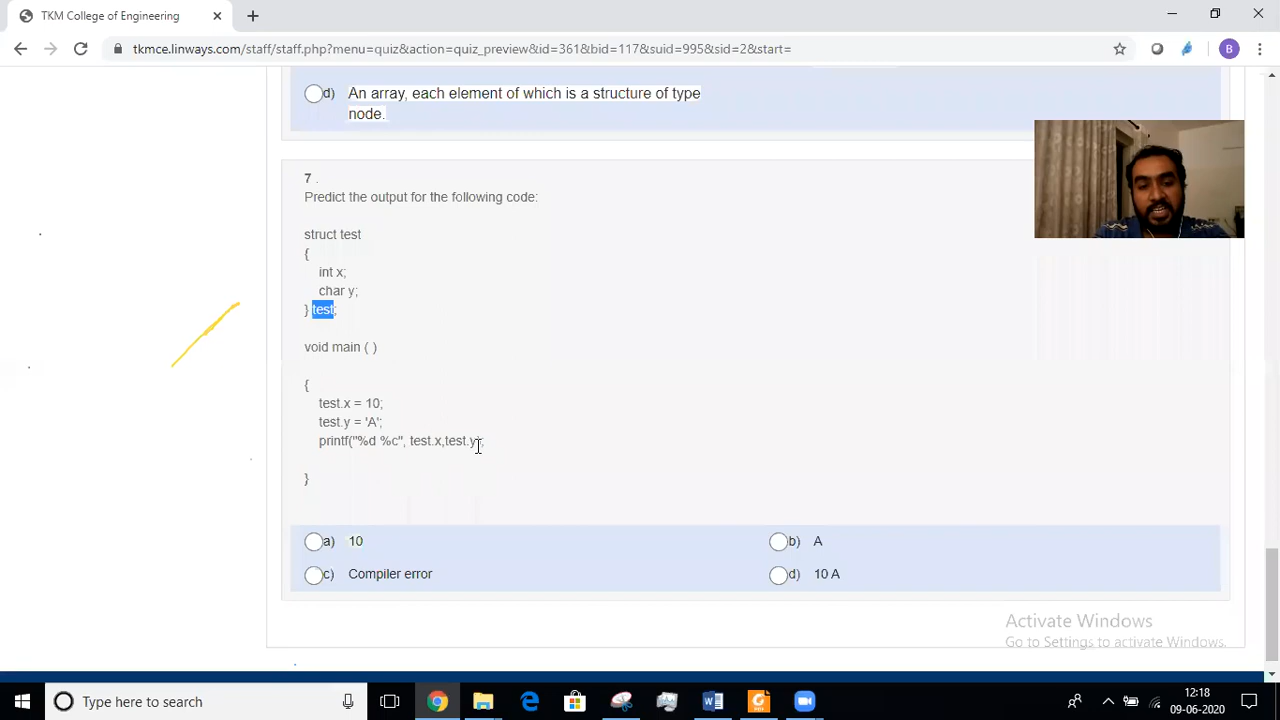 TKM College of Engineering
tkmce.linways.com/staff/staff.php?menu=quiz&action=quiz_preview&id=361&bid=117&suid=995&sid=2&start=
B
d) An array, each element of which is a structure of type
node.
7 .
Predict the output for the following code:
struct test
{
int x;
char y;
} test;
void main ( )
{
test.x = 10;
test.y = 'A';
printf("%d %c", test.x,test.y);
}
a) 10
b) A
c) Compiler error
d) 10 A
Activate Windows
Go to Settings to activate Windows.
Type here to search
12:18
09-06-2020